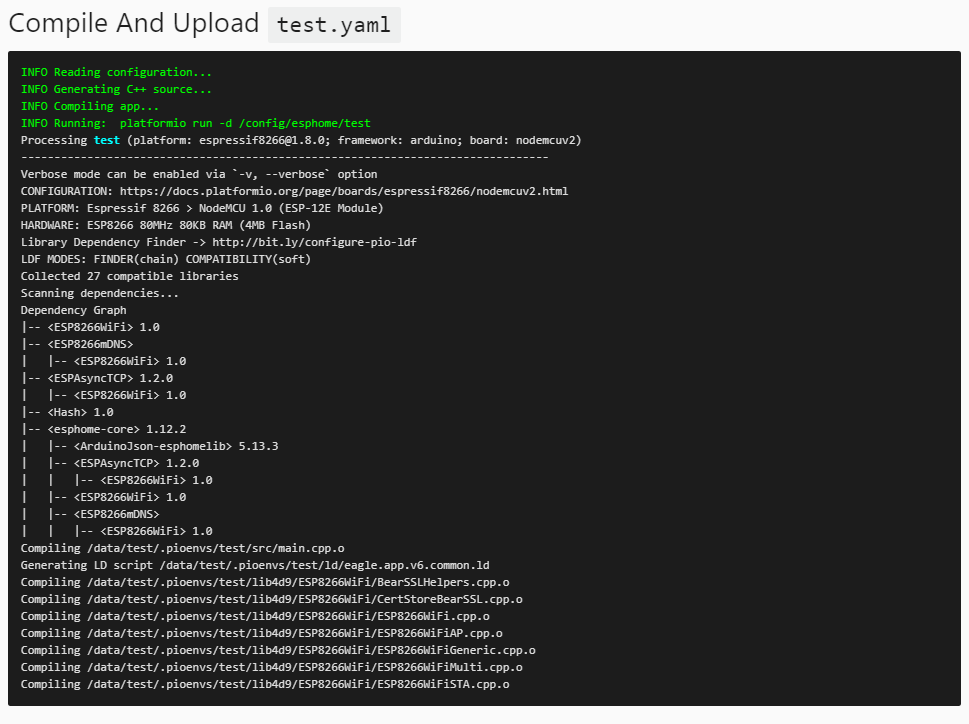 Compile And Upload test.yaml
INFO Reading configuration...
INFO Generating C++ source...
INFO Compiling app...
INFO Running:  platformio run -d /config/esphome/test
Processing test (platform: espressif8266@1.8.0; framework: arduino; board: nodemcuv2)
--------------------------------------------------------------------------------
Verbose mode can be enabled via `-v, --verbose` option
CONFIGURATION: https://docs.platformio.org/page/boards/espressif8266/nodemcuv2.html
PLATFORM: Espressif 8266 > NodeMCU 1.0 (ESP-12E Module)
HARDWARE: ESP8266 80MHz 80KB RAM (4MB Flash)
Library Dependency Finder -> http://bit.ly/configure-pio-ldf
LDF MODES: FINDER(chain) COMPATIBILITY(soft)
Collected 27 compatible libraries
Scanning dependencies...
Dependency Graph
|-- <ESP8266WiFi> 1.0
|-- <ESP8266mDNS>
|   |-- <ESP8266WiFi> 1.0
|-- <ESPAsyncTCP> 1.2.0
|   |-- <ESP8266WiFi> 1.0
|-- <Hash> 1.0
|-- <esphome-core> 1.12.2
|   |-- <ArduinoJson-esphomelib> 5.13.3
|   |-- <ESPAsyncTCP> 1.2.0
|   |   |-- <ESP8266WiFi> 1.0
|   |-- <ESP8266WiFi> 1.0
|   |-- <ESP8266mDNS>
|   |   |-- <ESP8266WiFi> 1.0
Compiling /data/test/.pioenvs/test/src/main.cpp.o
Generating LD script /data/test/.pioenvs/test/ld/eagle.app.v6.common.ld
Compiling /data/test/.pioenvs/test/lib4d9/ESP8266WiFi/BearSSLHelpers.cpp.o
Compiling /data/test/.pioenvs/test/lib4d9/ESP8266WiFi/CertStoreBearSSL.cpp.o
Compiling /data/test/.pioenvs/test/lib4d9/ESP8266WiFi/ESP8266WiFi.cpp.o
Compiling /data/test/.pioenvs/test/lib4d9/ESP8266WiFi/ESP8266WiFiAP.cpp.o
Compiling /data/test/.pioenvs/test/lib4d9/ESP8266WiFi/ESP8266WiFiGeneric.cpp.o
Compiling /data/test/.pioenvs/test/lib4d9/ESP8266WiFi/ESP8266WiFiMulti.cpp.o
Compiling /data/test/.pioenvs/test/lib4d9/ESP8266WiFi/ESP8266WiFiSTA.cpp.o